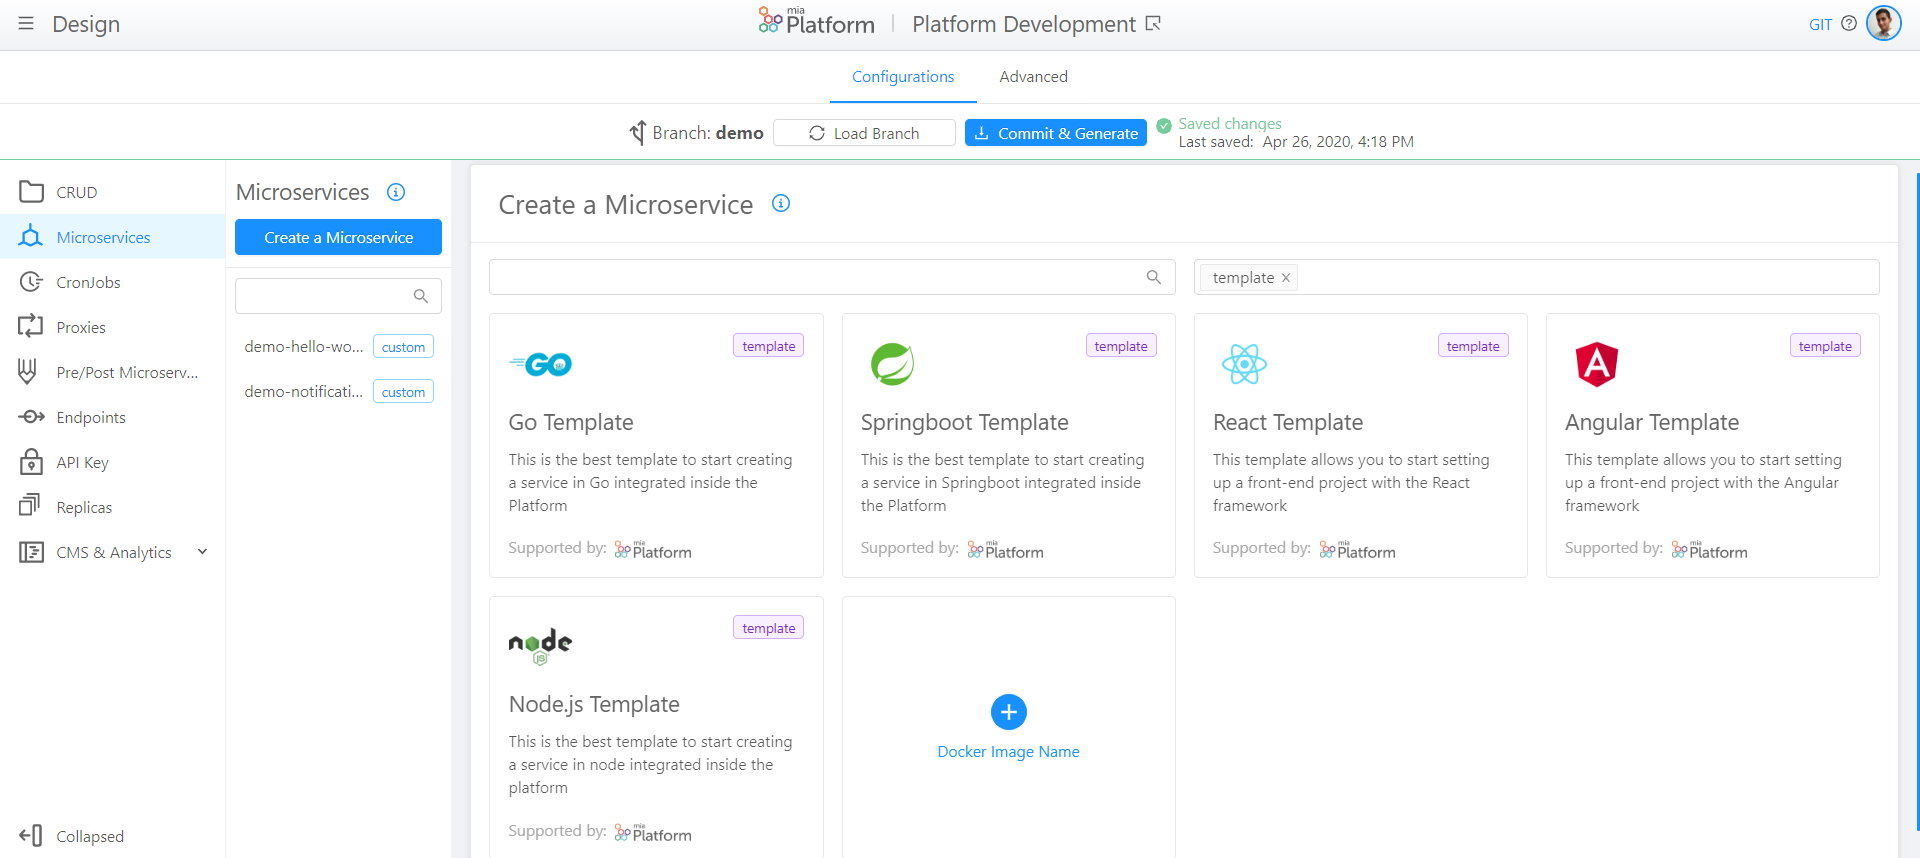 Design
mia
Platform
Platform Development
GIT
Configurations
Advanced
Branch: demo
Load Branch
Commit & Generate
Saved changes
Last saved: Apr 26, 2020, 4:18 PM
CRUD
Microservices
CronJobs
Proxies
Pre/Post Microserv...
Endpoints
API Key
Replicas
CMS & Analytics
Collapsed
Microservices
Create a Microservice
demo-hello-wo...
custom
demo-notificati...
custom
Create a Microservice
template
template
GO
Go Template
This is the best template to start creating
a service in Go integrated inside the
Platform
Supported by: mia Platform
template
Springboot Template
This is the best template to start creating
a service in Springboot integrated inside
the Platform
Supported by: mia Platform
template
React Template
This template allows you to start setting
up a front-end project with the React
framework
Supported by: mia Platform
template
A
Angular Template
This template allows you to start setting
up a front-end project with the Angular
framework
Supported by: mia Platform
template
node
JS
Node.js Template
This is the best template to start creating
a service in node integrated inside the
platform
Supported by: mia Platform
Docker Image Name